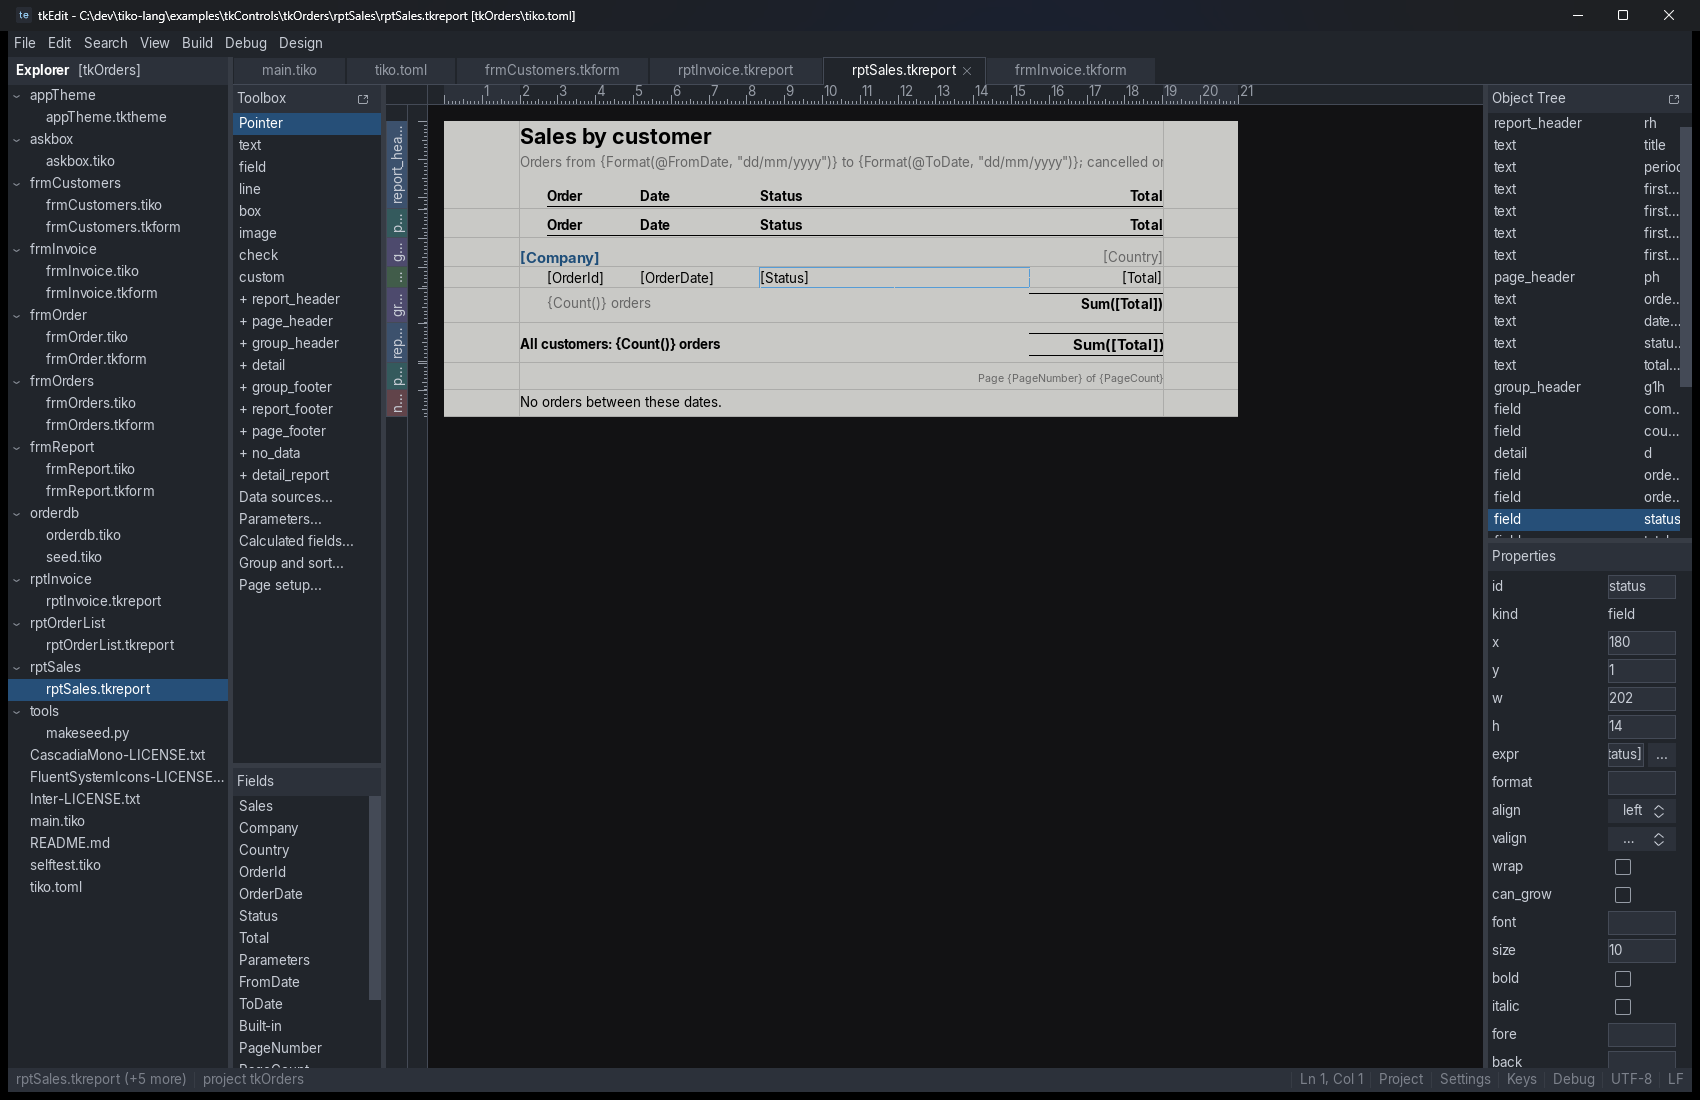 te tkEdit - C:\dev\tiko-lang\examples\tkControls\tkOrders\rptSales\rptSales.tkreport [tkOrders\tiko.toml]
File Edit Search View Build Debug Design
Explorer [tkOrders]
appTheme
appTheme.tktheme
askbox
askbox.tiko
frmCustomers
frmCustomers.tiko
frmCustomers.tkform
frmInvoice
frmInvoice.tiko
frmInvoice.tkform
frmOrder
frmOrder.tiko
frmOrder.tkform
frmOrders
frmOrders.tiko
frmOrders.tkform
frmReport
frmReport.tiko
frmReport.tkform
orderdb
orderdb.tiko
seed.tiko
rptInvoice
rptInvoice.tkreport
rptOrderList
rptOrderList.tkreport
rptSales
rptSales.tkreport
tools
makeseed.py
CascadiaMono-LICENSE.txt
FluentSystemIcons-LICENSE...
Inter-LICENSE.txt
main.tiko
README.md
selftest.tiko
tiko.toml
main.tiko tiko.toml frmCustomers.tkform rptInvoice.tkreport rptSales.tkreport frmInvoice.tkform
Toolbox
Pointer
text
field
line
box
image
check
custom
+ report_header
+ page_header
+ group_header
+ detail
+ group_footer
+ report_footer
+ page_footer
+ no_data
+ detail_report
Data sources...
Parameters...
Calculated fields...
Group and sort...
Page setup...
Fields
Sales
Company
Country
OrderId
OrderDate
Status
Total
Parameters
FromDate
ToDate
Built-in
PageNumber
PageCount
1 2 3 4 5 6 7 8 9 10 11 12 13 14 15 16 17 18 19 20 21
report_hea...
p...
g...
...
gr...
rep...
p...
n...
Sales by customer
Orders from {Format(@FromDate, "dd/mm/yyyy")} to {Format(@ToDate, "dd/mm/yyyy")}; cancelled or
Order Date Status Total
Order Date Status Total
[Company] [Country]
[OrderId] [OrderDate] [Status] [Total]
{Count()} orders Sum([Total])
All customers: {Count()} orders Sum([Total])
Page {PageNumber} of {PageCount}
No orders between these dates.
Object Tree
report_header rh
text title
text period
text first...
text first...
text first...
text first...
page_header ph
text orde...
text date...
text statu...
text total...
group_header g1h
field com...
field cou...
detail d
field orde...
field orde...
field status
Properties
id status
kind field
x 180
y 1
w 202
h 14
expr tatus] ...
format
align left
valign ...
wrap
can_grow
font
size 10
bold
italic
fore
back
rptSales.tkreport (+5 more) project tkOrders
Ln 1, Col 1 Project Settings Keys Debug UTF-8 LF